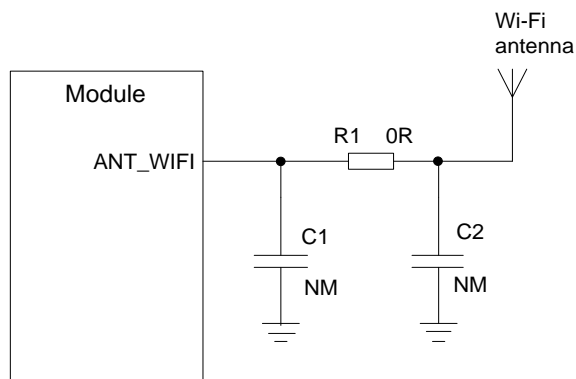 Wi-Fi
antenna
Module
R1 0R
ANT_WIFI
C1
C2
NM
NM